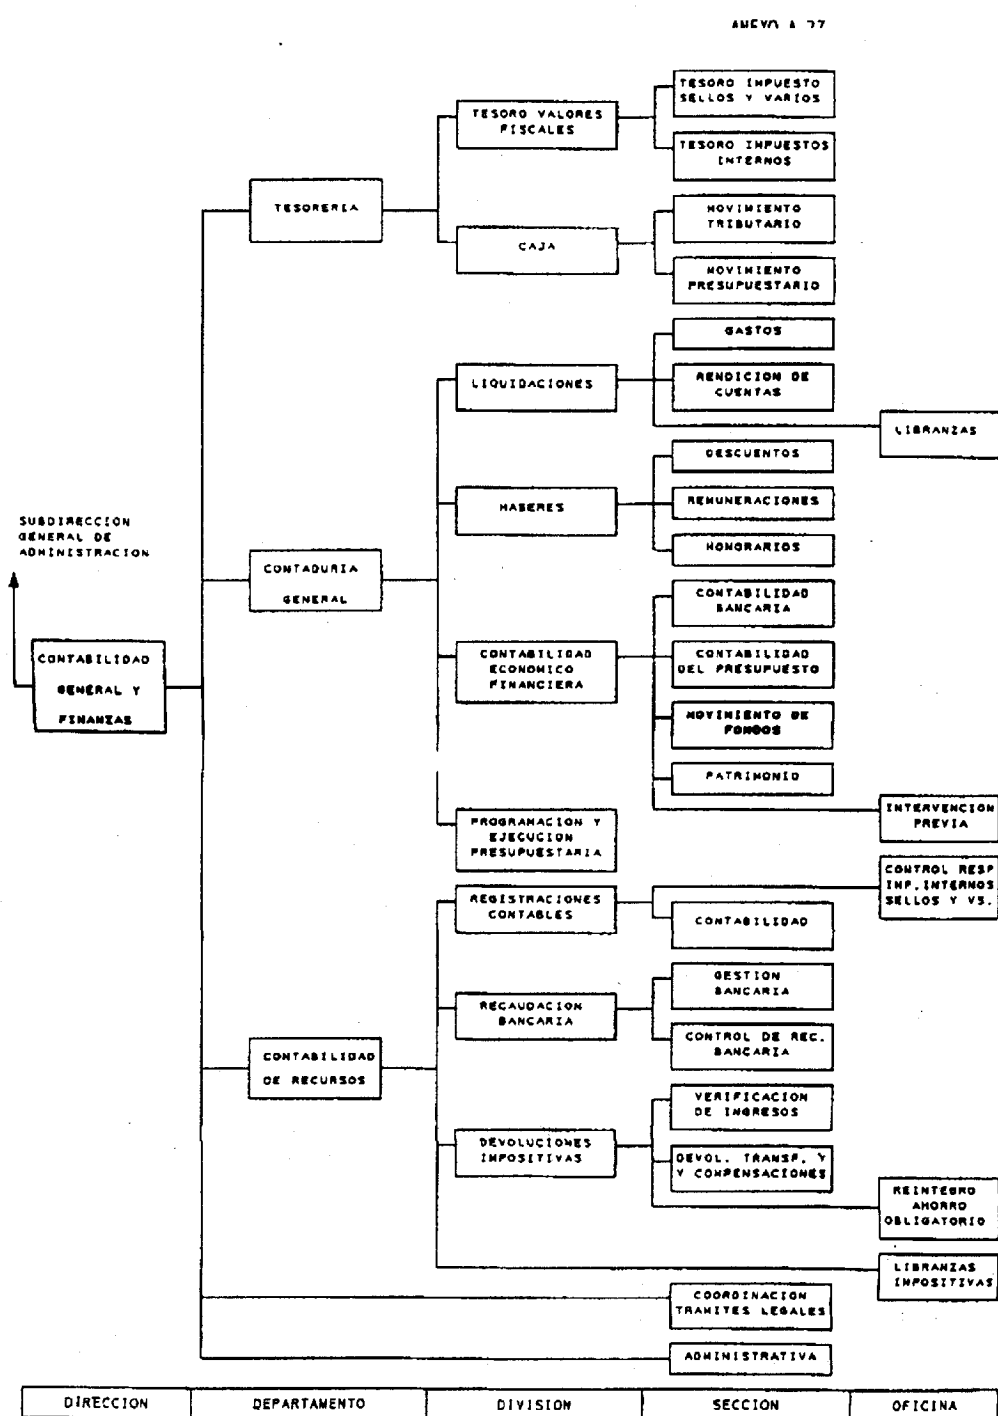 ANEXO A 27
TESORO IMPUESTO
SELLOS Y VARIOS
TESORO VALORES
FISCALES
TESORO IMPUESTOS
INTERNOS
TESORERIA
MOVIMIENTO
TRIBUTARIO
CAJA
MOVIMIENTO
PRESUPUESTARIO
GASTOS
LIQUIDACIONES
RENDICION DE
CUENTAS
LIBRANZAS
DESCUENTOS
HABERES
REMUNERACIONES
HONORARIOS
SUBDIRECCION
GENERAL DE
ADMINISTRACION
CONTADURIA
GENERAL
CONTABILIDAD
BANCARIA
CONTABILIDAD
GENERAL Y
FINANZAS
CONTABILIDAD
ECONOMICO
FINANCIERA
CONTABILIDAD
DEL PRESUPUESTO
MOVIMIENTO DE
FONDOS
PATRIMONIO
INTERVENCION
PREVIA
PROGRAMACION Y
EJECUCION
PRESUPUESTARIA
CONTROL RESP
INP.INTERNOS
SELLOS Y VS.
REGISTRACIONES
CONTABLES
CONTABILIDAD
GESTION
BANCARIA
RECAUDACION
BANCARIA
CONTROL DE REC.
BANCARIA
CONTABILIDAD
DE RECURSOS
VERIFICACION
DE INGRESOS
DEVOLUCIONES
IMPOSITIVAS
DEVOL. TRANSF. Y
Y COMPENSACIONES
REINTEGRO
AHORRO
OBLIGATORIO
LIBRANZAS
IMPOSITIVAS
COORDINACION
TRAMITES LEGALES
ADMINISTRATIVA
DIRECCION
DEPARTAMENTO
DIVISION
SECCION
OFICINA